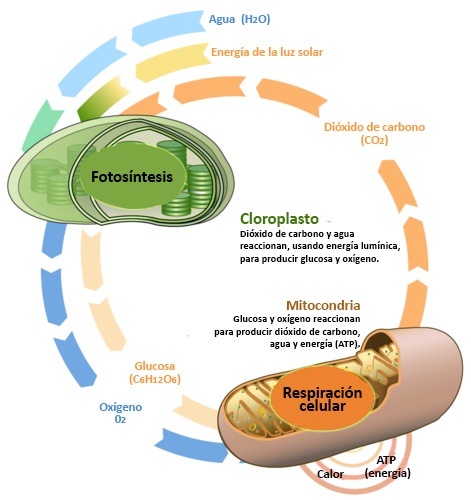 Agua (H2O)
Energía de la luz solar
Dióxido de carbono
(CO2)
Fotosíntesis
Cloroplasto
Dióxido de carbono y agua
reaccionan, usando energía lumínica,
para producir glucosa y oxígeno.
Mitocondria
Glucosa y oxígeno reaccionan
para producir dióxido de carbono,
agua y energía (ATP).
Glucosa
(C6H12O6)
Oxígeno
02
Respiración
celular
Calor
ATP
(energía)